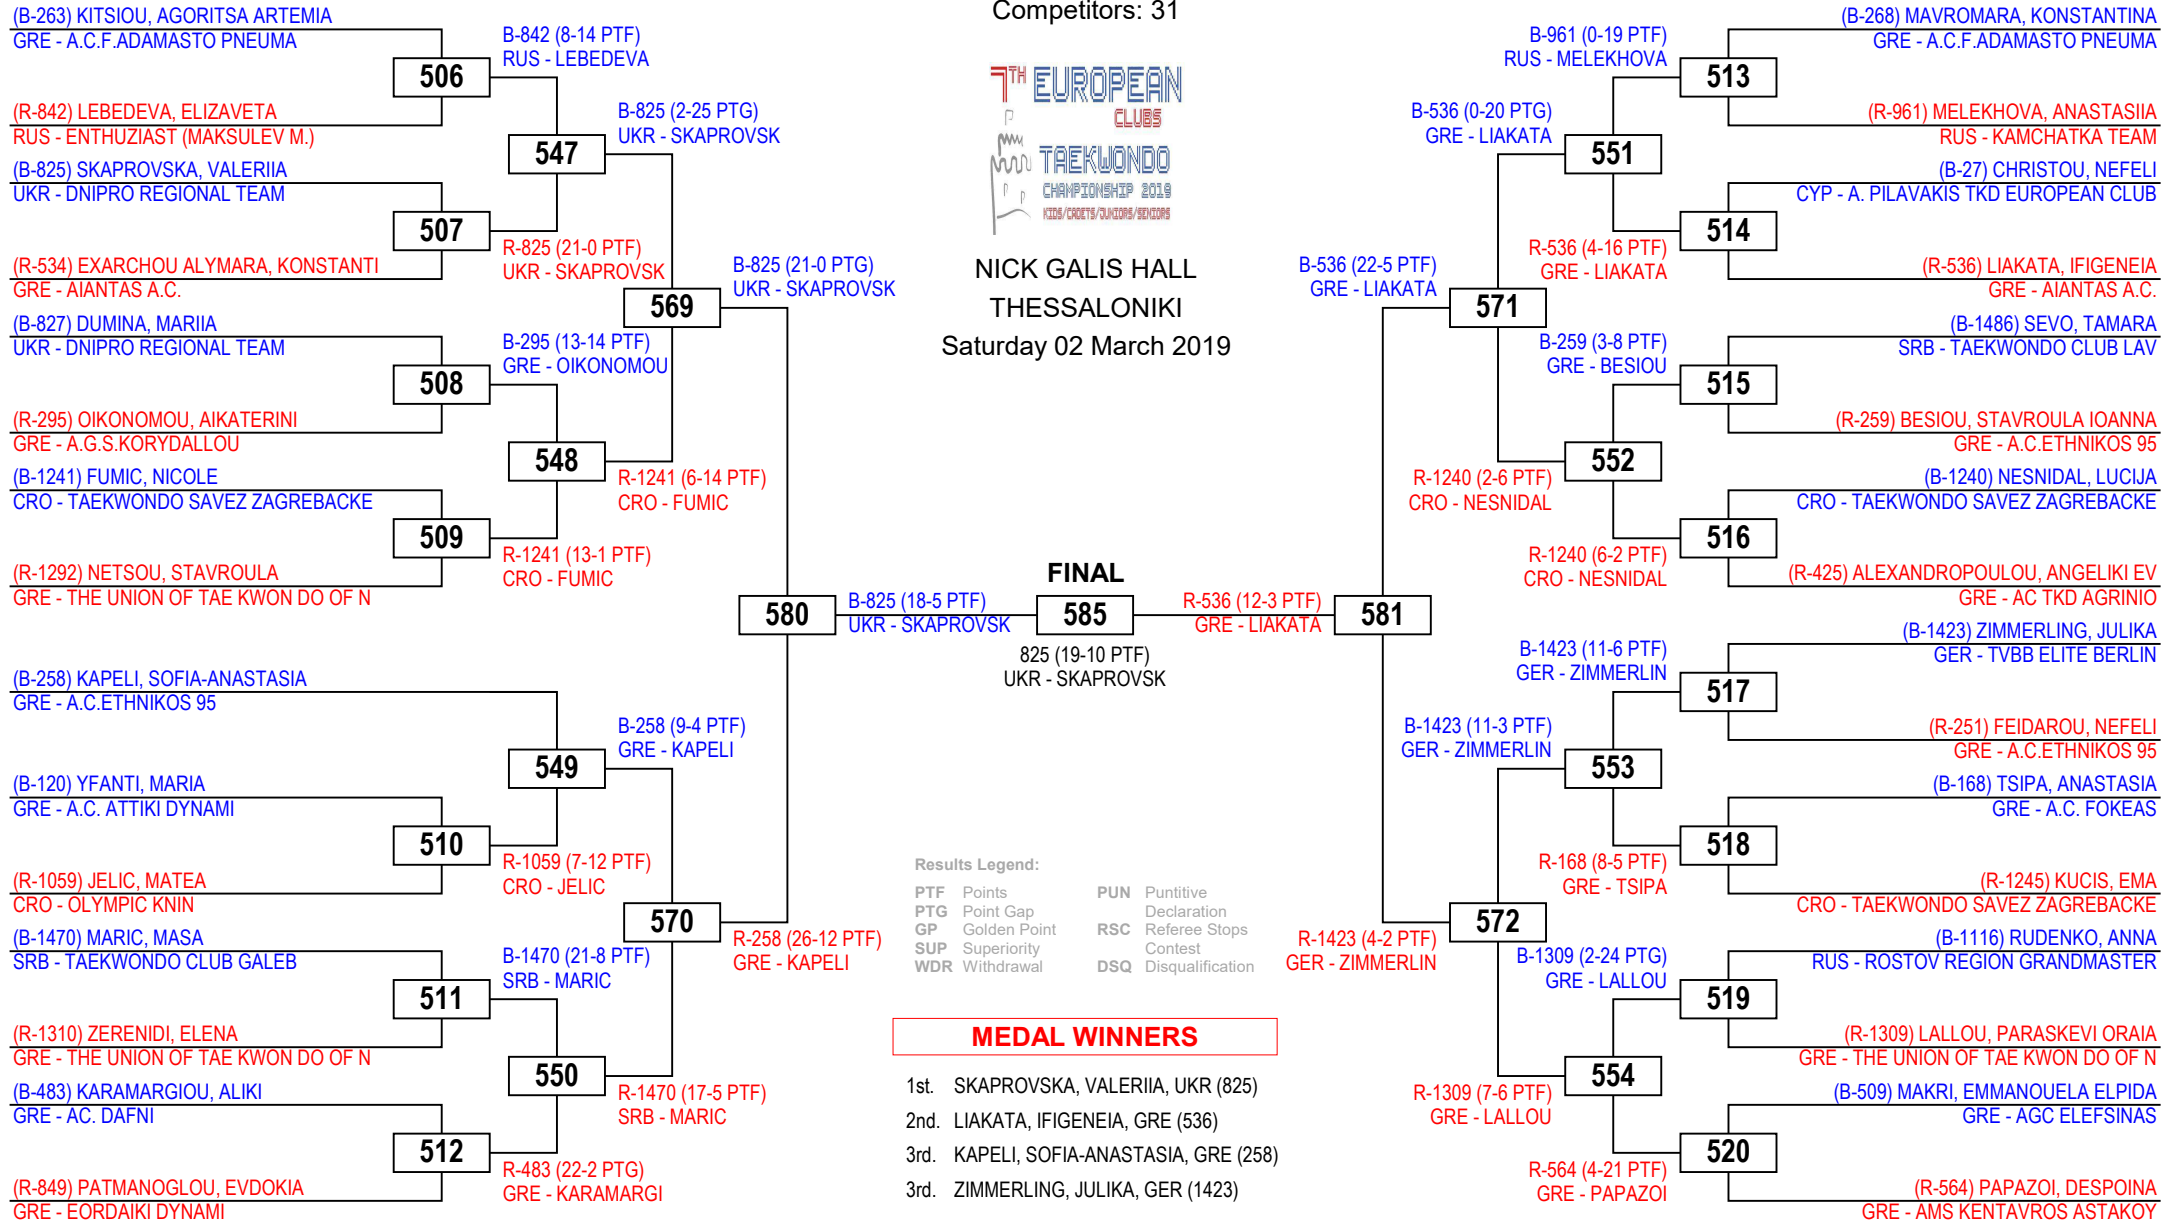 (B-263) KITSIOU, AGORITSA ARTEMIA
GRE - A.C.F.ADAMASTO PNEUMA
(R-842) LEBEDEVA, ELIZAVETA
RUS - ENTHUZIAST (MAKSULEV M.)
(B-825) SKAPROVSKA, VALERIIA
UKR - DNIPRO REGIONAL TEAM
(R-534) EXARCHOU ALYMARA, KONSTANTI
GRE - AIANTAS A.C.
(B-827) DUMINA, MARIIA
UKR - DNIPRO REGIONAL TEAM
(R-295) OIKONOMOU, AIKATERINI
GRE - A.G.S.KORYDALLOU
(B-1241) FUMIC, NICOLE
CRO - TAEKWONDO SAVEZ ZAGREBACKE
(R-1292) NETSOU, STAVROULA
GRE - THE UNION OF TAE KWON DO OF N
(B-258) KAPELI, SOFIA-ANASTASIA
GRE - A.C.ETHNIKOS 95
(B-120) YFANTI, MARIA
GRE - A.C. ATTIKI DYNAMI
(R-1059) JELIC, MATEA
CRO - OLYMPIC KNIN
(B-1470) MARIC, MASA
SRB - TAEKWONDO CLUB GALEB
(R-1310) ZERENIDI, ELENA
GRE - THE UNION OF TAE KWON DO OF N
(B-483) KARAMARGIOU, ALIKI
GRE - AC. DAFNI
(R-849) PATMANOGLOU, EVDOKIA
GRE - EORDAIKI DYNAMI
506
507
508
509
510
511
512
B-842 (8-14 PTF)
RUS - LEBEDEVA
R-825 (21-0 PTF)
UKR - SKAPROVSK
B-295 (13-14 PTF)
GRE - OIKONOMOU
R-1241 (13-1 PTF)
CRO - FUMIC
R-1059 (7-12 PTF)
CRO - JELIC
B-1470 (21-8 PTF)
SRB - MARIC
R-483 (22-2 PTG)
GRE - KARAMARGI
547
548
549
550
B-825 (2-25 PTG)
UKR - SKAPROVSK
R-1241 (6-14 PTF)
CRO - FUMIC
B-258 (9-4 PTF)
GRE - KAPELI
R-1470 (17-5 PTF)
SRB - MARIC
569
570
B-825 (21-0 PTG)
UKR - SKAPROVSK
R-258 (26-12 PTF)
GRE - KAPELI
580
B-825 (18-5 PTF)
UKR - SKAPROVSK
Competitors: 31
7TH EUROPEAN
CLUBS
TAEKWONDO
CHAMPIONSHIP 2019
KIDS/CADETS/JUNIORS/SENIORS
NICK GALIS HALL
THESSALONIKI
Saturday 02 March 2019
FINAL
585
825 (19-10 PTF)
UKR - SKAPROVSK
Results Legend:
PTF Points PUN Puntitive
PTG Point Gap Declaration
GP Golden Point RSC Referee Stops
SUP Superiority Contest
WDR Withdrawal DSQ Disqualification
MEDAL WINNERS
1st. SKAPROVSKA, VALERIIA, UKR (825)
2nd. LIAKATA, IFIGENEIA, GRE (536)
3rd. KAPELI, SOFIA-ANASTASIA, GRE (258)
3rd. ZIMMERLING, JULIKA, GER (1423)
R-536 (12-3 PTF)
GRE - LIAKATA
581
B-536 (22-5 PTF)
GRE - LIAKATA
R-1423 (4-2 PTF)
GER - ZIMMERLIN
571
572
B-536 (0-20 PTG)
GRE - LIAKATA
R-1240 (2-6 PTF)
CRO - NESNIDAL
B-1423 (11-3 PTF)
GER - ZIMMERLIN
R-1309 (7-6 PTF)
GRE - LALLOU
551
552
553
554
B-961 (0-19 PTF)
RUS - MELEKHOVA
R-536 (4-16 PTF)
GRE - LIAKATA
B-259 (3-8 PTF)
GRE - BESIOU
R-1240 (6-2 PTF)
CRO - NESNIDAL
B-1423 (11-6 PTF)
GER - ZIMMERLIN
R-168 (8-5 PTF)
GRE - TSIPA
B-1309 (2-24 PTG)
GRE - LALLOU
R-564 (4-21 PTF)
GRE - PAPAZOI
513
514
515
516
517
518
519
520
(B-268) MAVROMARA, KONSTANTINA
GRE - A.C.F.ADAMASTO PNEUMA
(R-961) MELEKHOVA, ANASTASIIA
RUS - KAMCHATKA TEAM
(B-27) CHRISTOU, NEFELI
CYP - A. PILAVAKIS TKD EUROPEAN CLUB
(R-536) LIAKATA, IFIGENEIA
GRE - AIANTAS A.C.
(B-1486) SEVO, TAMARA
SRB - TAEKWONDO CLUB LAV
(R-259) BESIOU, STAVROULA IOANNA
GRE - A.C.ETHNIKOS 95
(B-1240) NESNIDAL, LUCIJA
CRO - TAEKWONDO SAVEZ ZAGREBACKE
(R-425) ALEXANDROPOULOU, ANGELIKI EV
GRE - AC TKD AGRINIO
(B-1423) ZIMMERLING, JULIKA
GER - TVBB ELITE BERLIN
(R-251) FEIDAROU, NEFELI
GRE - A.C.ETHNIKOS 95
(B-168) TSIPA, ANASTASIA
GRE - A.C. FOKEAS
(R-1245) KUCIS, EMA
CRO - TAEKWONDO SAVEZ ZAGREBACKE
(B-1116) RUDENKO, ANNA
RUS - ROSTOV REGION GRANDMASTER
(R-1309) LALLOU, PARASKEVI ORAIA
GRE - THE UNION OF TAE KWON DO OF N
(B-509) MAKRI, EMMANOUELA ELPIDA
GRE - AGC ELEFSINAS
(R-564) PAPAZOI, DESPOINA
GRE - AMS KENTAVROS ASTAKOY